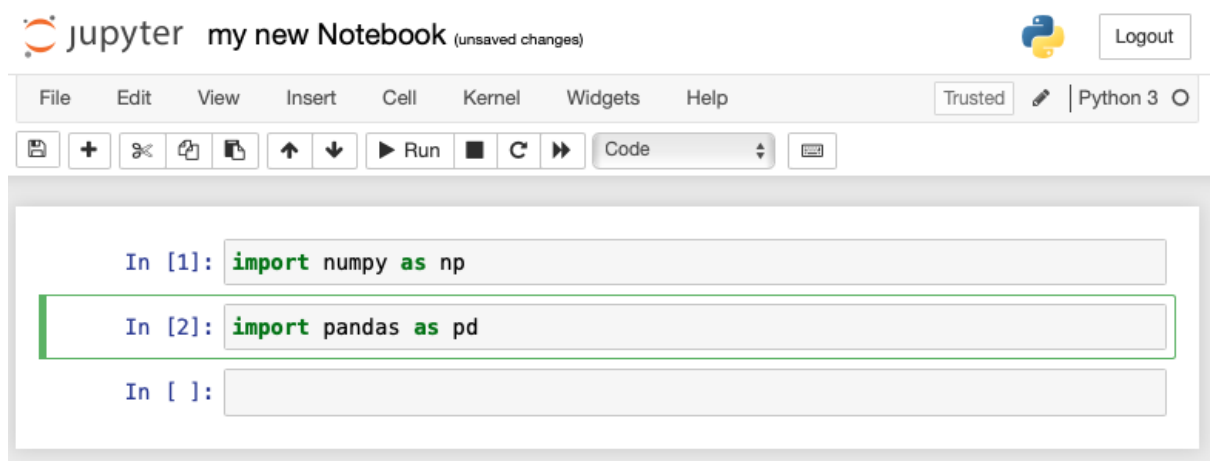 jupyter my new Notebook (unsaved changes) Logout
File Edit View Insert Cell Kernel Widgets Help Trusted Python 3
Run Code
In [1]: import numpy as np
In [2]: import pandas as pd
In [ ]: